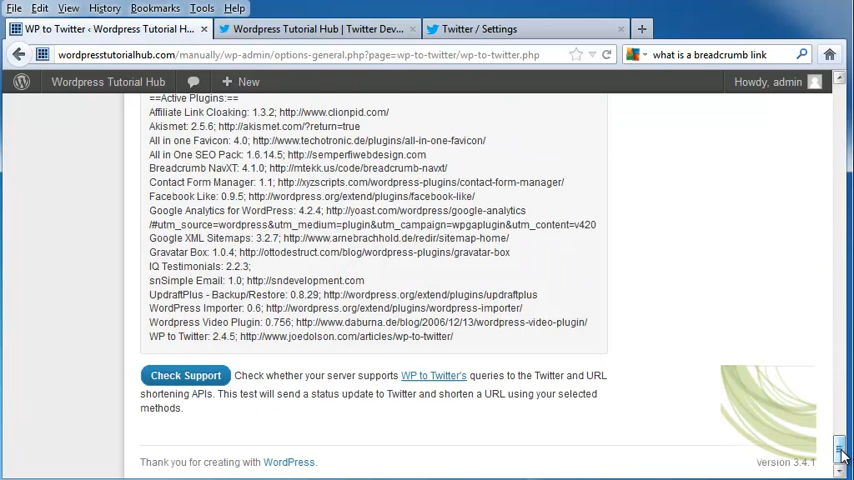 File Edit View History Bookmarks Tools Help
WP to Twitter ‹ Wordpress Tutorial H... × Wordpress Tutorial Hub | Twitter Dev... × Twitter / Settings ×
wordpresstutorialhub.com/manually/wp-admin/options-general.php?page=wp-to-twitter/wp-to-twitter.php what is a breadcrumb link
Wordpress Tutorial Hub + New Howdy, admin
==Active Plugins:==
Affiliate Link Cloaking: 1.3.2; http://www.clionpid.com/
Akismet: 2.5.6; http://akismet.com/?return=true
All in one Favicon: 4.0; http://www.techotronic.de/plugins/all-in-one-favicon/
All in One SEO Pack: 1.6.14.5; http://semperfiwebdesign.com
Breadcrumb NavXT: 4.1.0; http://mtekk.us/code/breadcrumb-navxt/
Contact Form Manager: 1.1; http://xyzscripts.com/wordpress-plugins/contact-form-manager/
Facebook Like: 0.9.5; http://wordpress.org/extend/plugins/facebook-like/
Google Analytics for WordPress: 4.2.4; http://yoast.com/wordpress/google-analytics
/#utm_source=wordpress&utm_medium=plugin&utm_campaign=wpgaplugin&utm_content=v420
Google XML Sitemaps: 3.2.7; http://www.arnebrachhold.de/redir/sitemap-home/
Gravatar Box: 1.0.4; http://ottodestruct.com/blog/wordpress-plugins/gravatar-box
IQ Testimonials: 2.2.3;
snSimple Email: 1.0; http://sndevelopment.com
UpdraftPlus - Backup/Restore: 0.8.29; http://wordpress.org/extend/plugins/updraftplus
WordPress Importer: 0.6; http://wordpress.org/extend/plugins/wordpress-importer/
Wordpress Video Plugin: 0.756; http://www.daburna.de/blog/2006/12/13/wordpress-video-plugin/
WP to Twitter: 2.4.5; http://www.joedolson.com/articles/wp-to-twitter/
Check Support Check whether your server supports WP to Twitter's queries to the Twitter and URL
shortening APIs. This test will send a status update to Twitter and shorten a URL using your selected
methods.
Thank you for creating with WordPress. Version 3.4.1